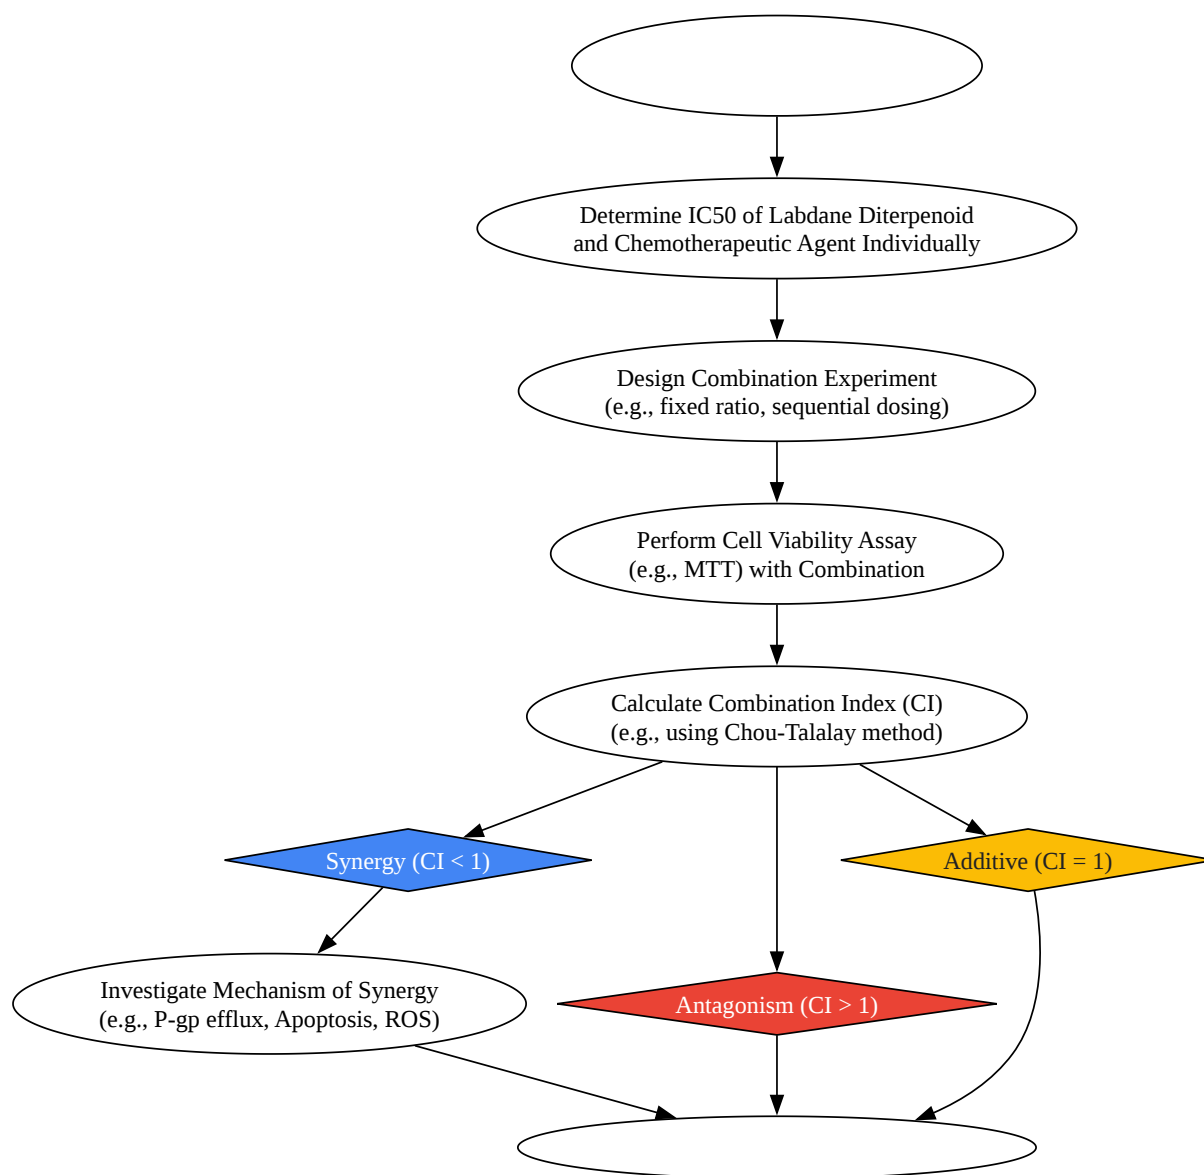 Determine IC50 of Labdane Diterpenoid
and Chemotherapeutic Agent Individually
Design Combination Experiment
(e.g., fixed ratio, sequential dosing)
Perform Cell Viability Assay
(e.g., MTT) with Combination
Calculate Combination Index (CI)
(e.g., using Chou-Talalay method)
Synergy (CI < 1)
Additive (CI = 1)
Investigate Mechanism of Synergy
(e.g., P-gp efflux, Apoptosis, ROS)
Antagonism (CI > 1)